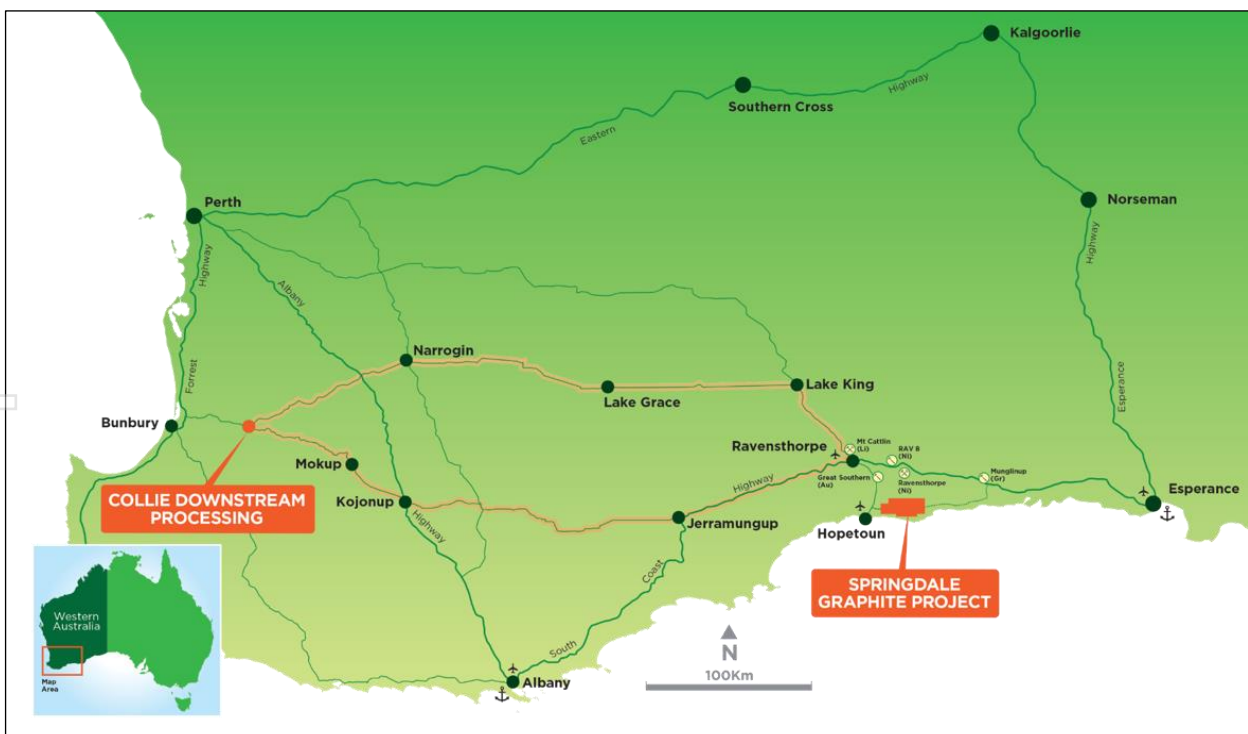 Kalgoorlie
Highway
Southern Cross
Eastern
Perth
Norseman
Highway
Highway
Albany
Forrest
Narrogin
Lake King
Lake Grace
Esperance
Bunbury
Mt Cattlin
(Li)
RAV 8
(Ni)
Ravensthorpe
Mokup
Great Southern
(Au)
Ravensthorpe
(Ni)
Munglinup
(Gr)
Highway
COLLIE DOWNSTREAM
PROCESSING
Kojonup
Highway
Esperance
Jerramungup
Hopetoun
Coast
SPRINGDALE
GRAPHITE PROJECT
Western
Australia
South
N
100Km
Map
Area
Albany